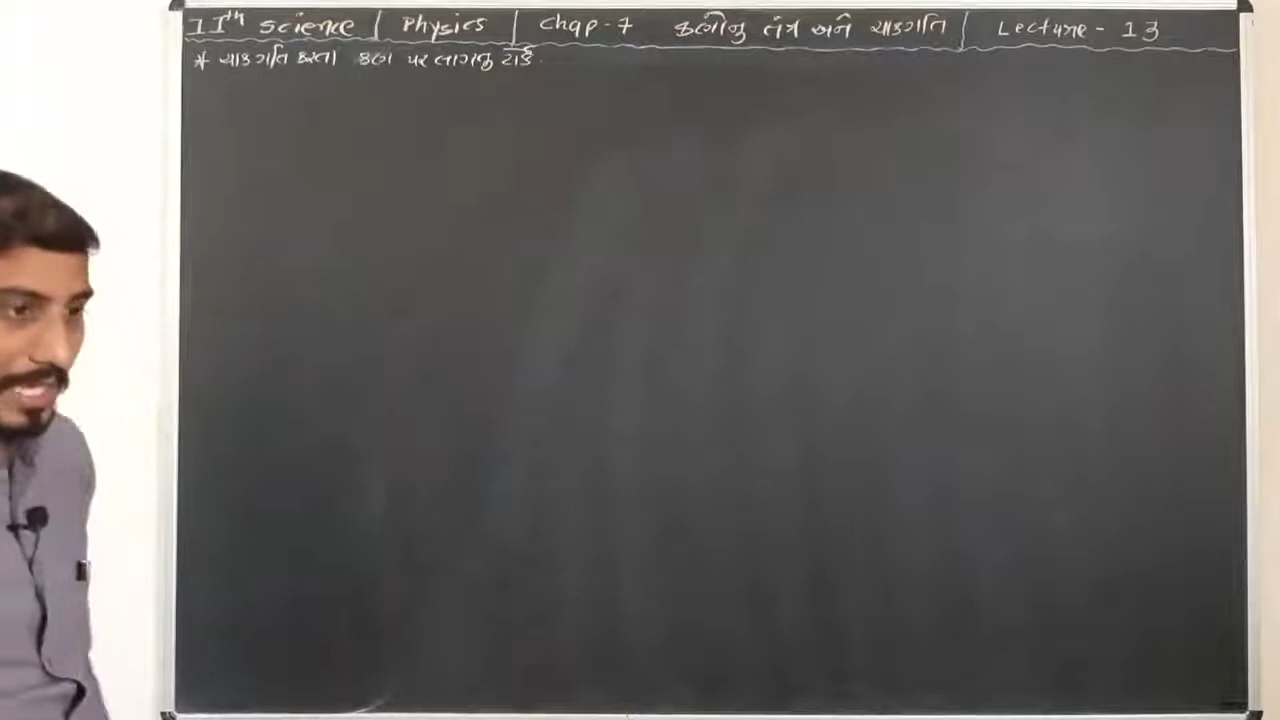 11th Science | Physics | Chap-7 કણોનું તંત્ર અને ચાકગતિ | Lecture - 13
* ચાકગતિ કરતા કણ પર લાગતું ટોર્ક